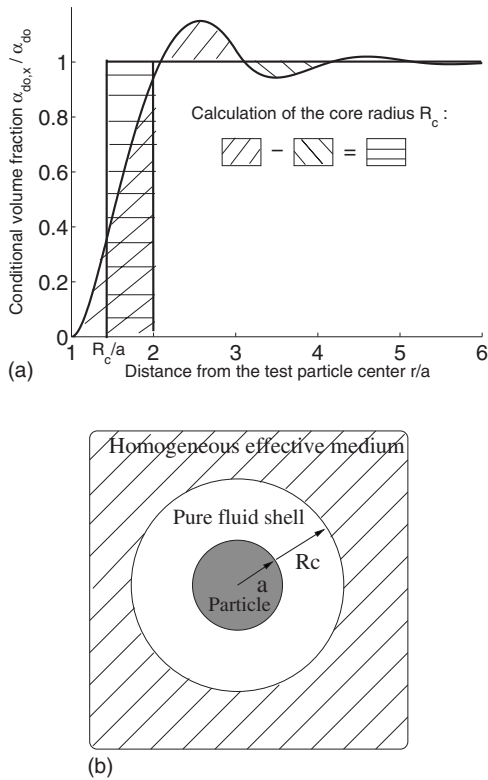 Conditional volume fraction α_do,x / α_do
1
0.8
0.6
0.4
0.2
0
Calculation of the core radius R_c :
− =
1 R_c/a 2 3 4 5 6
Distance from the test particle center r/a
(a)
Homogeneous effective medium
Pure fluid shell
Rc
a
Particle
(b)